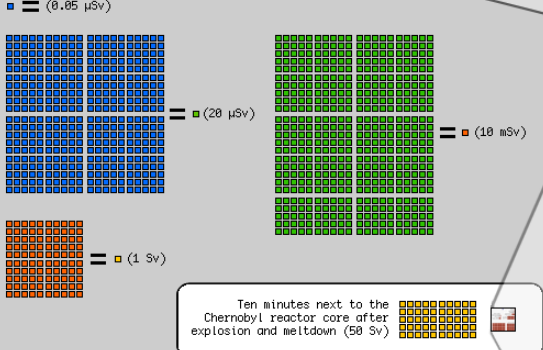 = (0.05 µSv)
= (20 µSv)
= (10 mSv)
= (1 Sv)
Ten minutes next to the
Chernobyl reactor core after
explosion and meltdown (50 Sv)